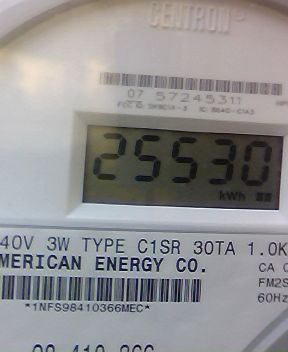 CENTRON®
07 57245311
25530
kWh
40V 3W TYPE C1SR 30TA 1.0K
MERICAN ENERGY CO.
CA 0
FM2S
60Hz
*1NFS98410366MEC*